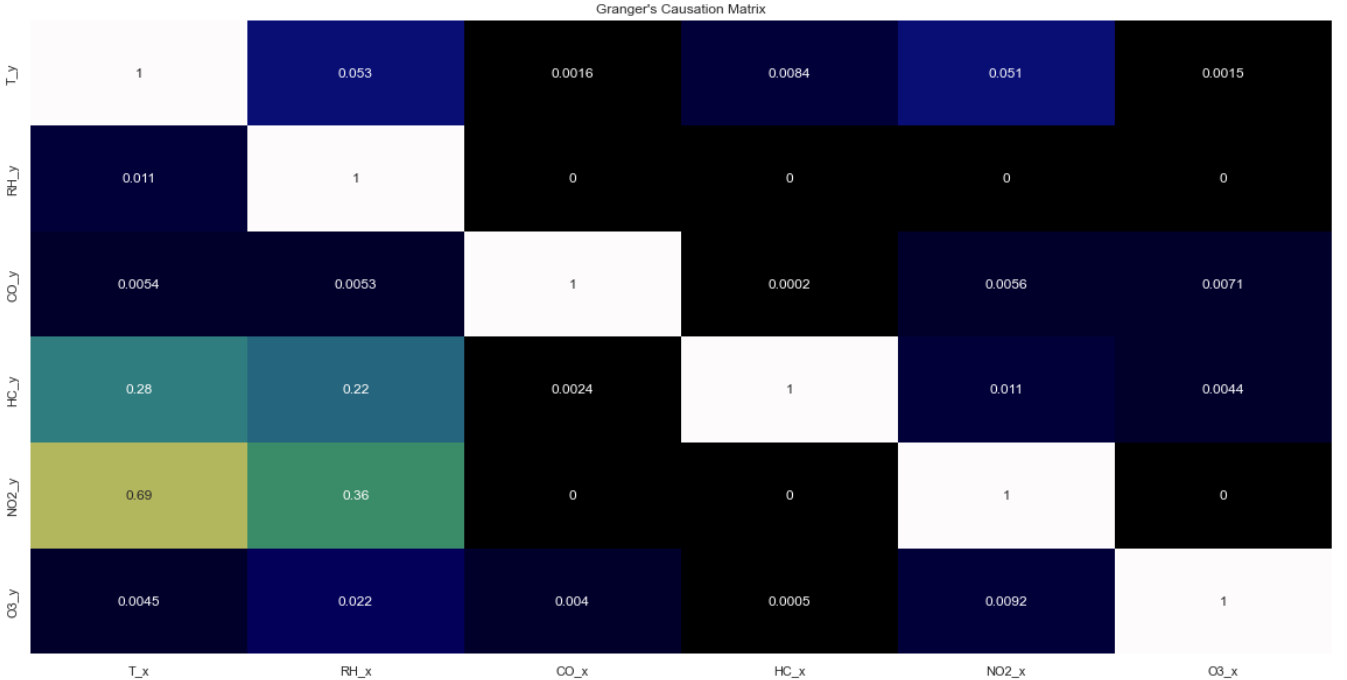 Granger's Causation Matrix
T_y 1 0.053 0.0016 0.0084 0.051 0.0015
RH_y 0.011 1 0 0 0 0
CO_y 0.0054 0.0053 1 0.0002 0.0056 0.0071
HC_y 0.28 0.22 0.0024 1 0.011 0.0044
NO2_y 0.69 0.36 0 0 1 0
O3_y 0.0045 0.022 0.004 0.0005 0.0092 1
T_x RH_x CO_x HC_x NO2_x O3_x